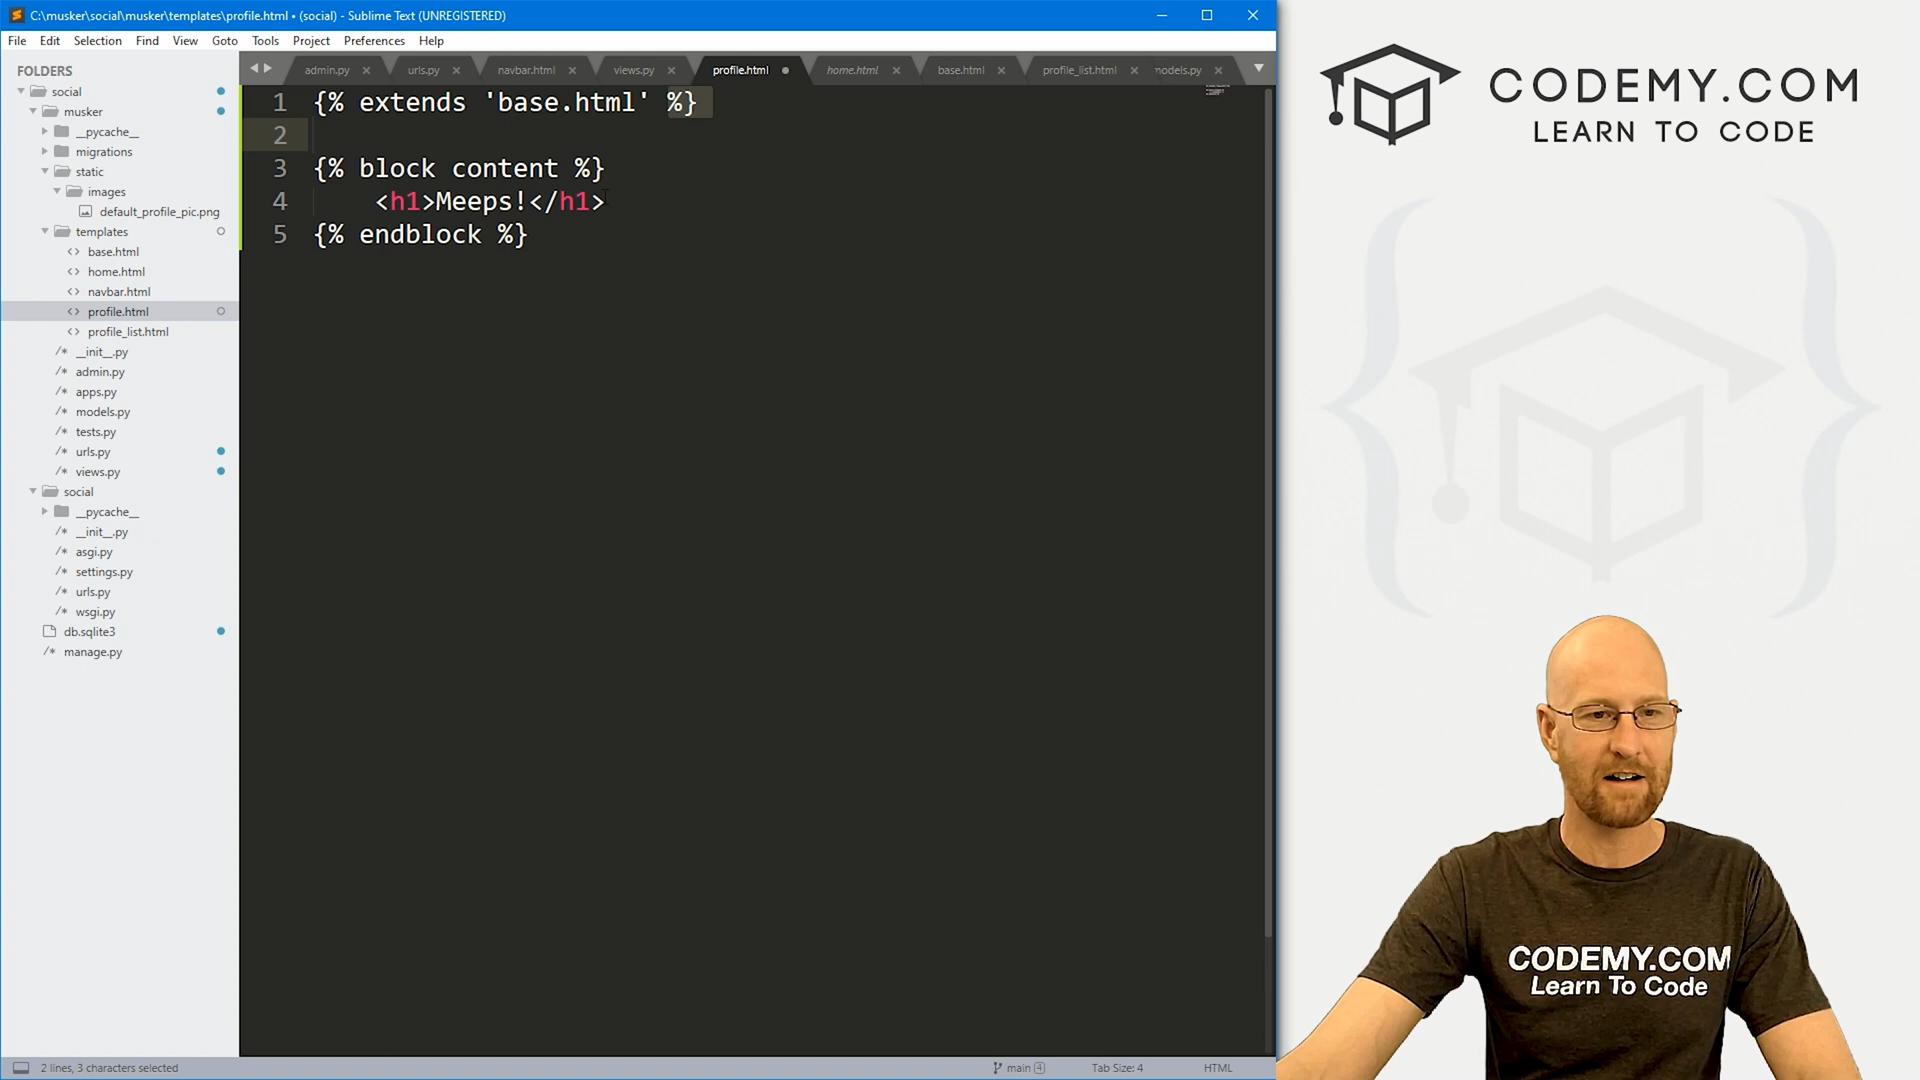 C:\musker\social\musker\templates\profile.html • (social) - Sublime Text (UNREGISTERED)
File Edit Selection Find View Goto Tools Project Preferences Help
FOLDERS
social
musker
__pycache__
migrations
static
images
default_profile_pic.png
templates
base.html
home.html
navbar.html
profile.html
profile_list.html
__init__.py
admin.py
apps.py
models.py
tests.py
urls.py
views.py
social
__pycache__
__init__.py
asgi.py
settings.py
urls.py
wsgi.py
db.sqlite3
manage.py
admin.py urls.py navbar.html views.py profile.html home.html base.html profile_list.html models.py
1 {% extends 'base.html' %}
2
3 {% block content %}
4 <h1>Meeps!</h1>
5 {% endblock %}
2 lines, 3 characters selected
main 4 Tab Size: 4 HTML
CODEMY.COM
LEARN TO CODE
CODEMY.COM
Learn To Code